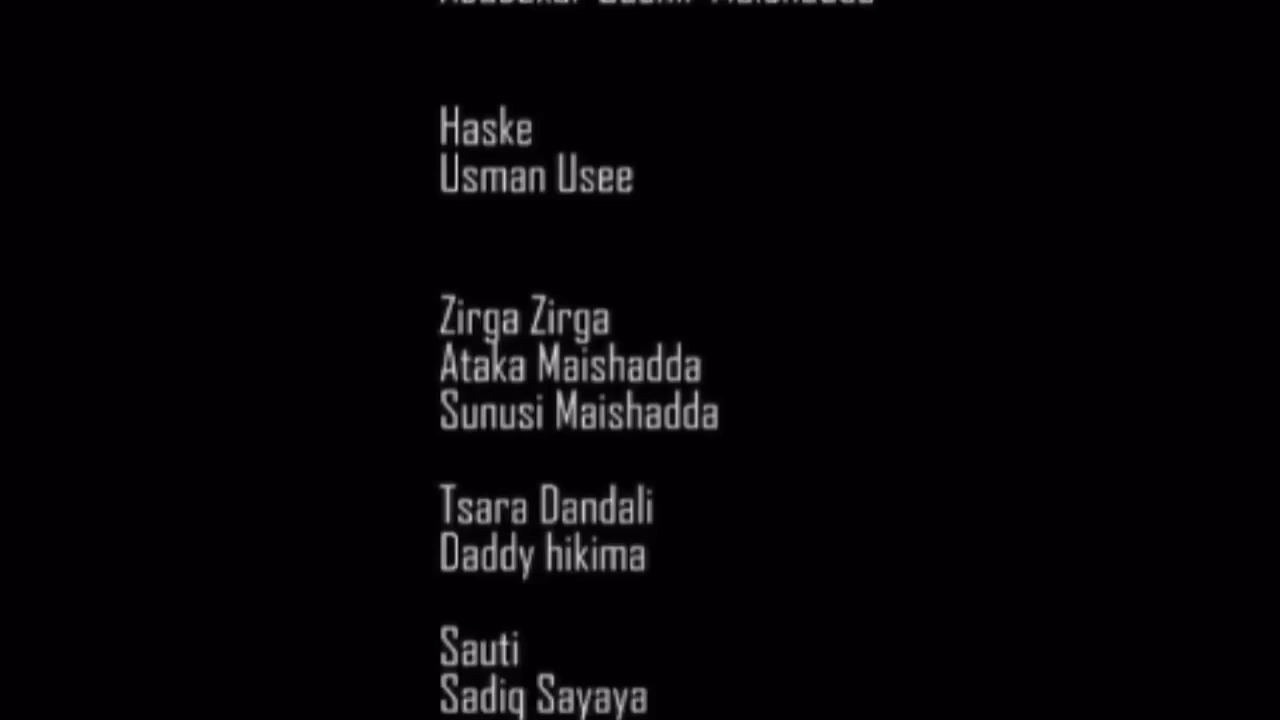 Haske
Usman Usee
Zirga Zirga
Ataka Maishadda
Sunusi Maishadda
Tsara Dandali
Daddy hikima
Sauti
Sadiq Sayaya